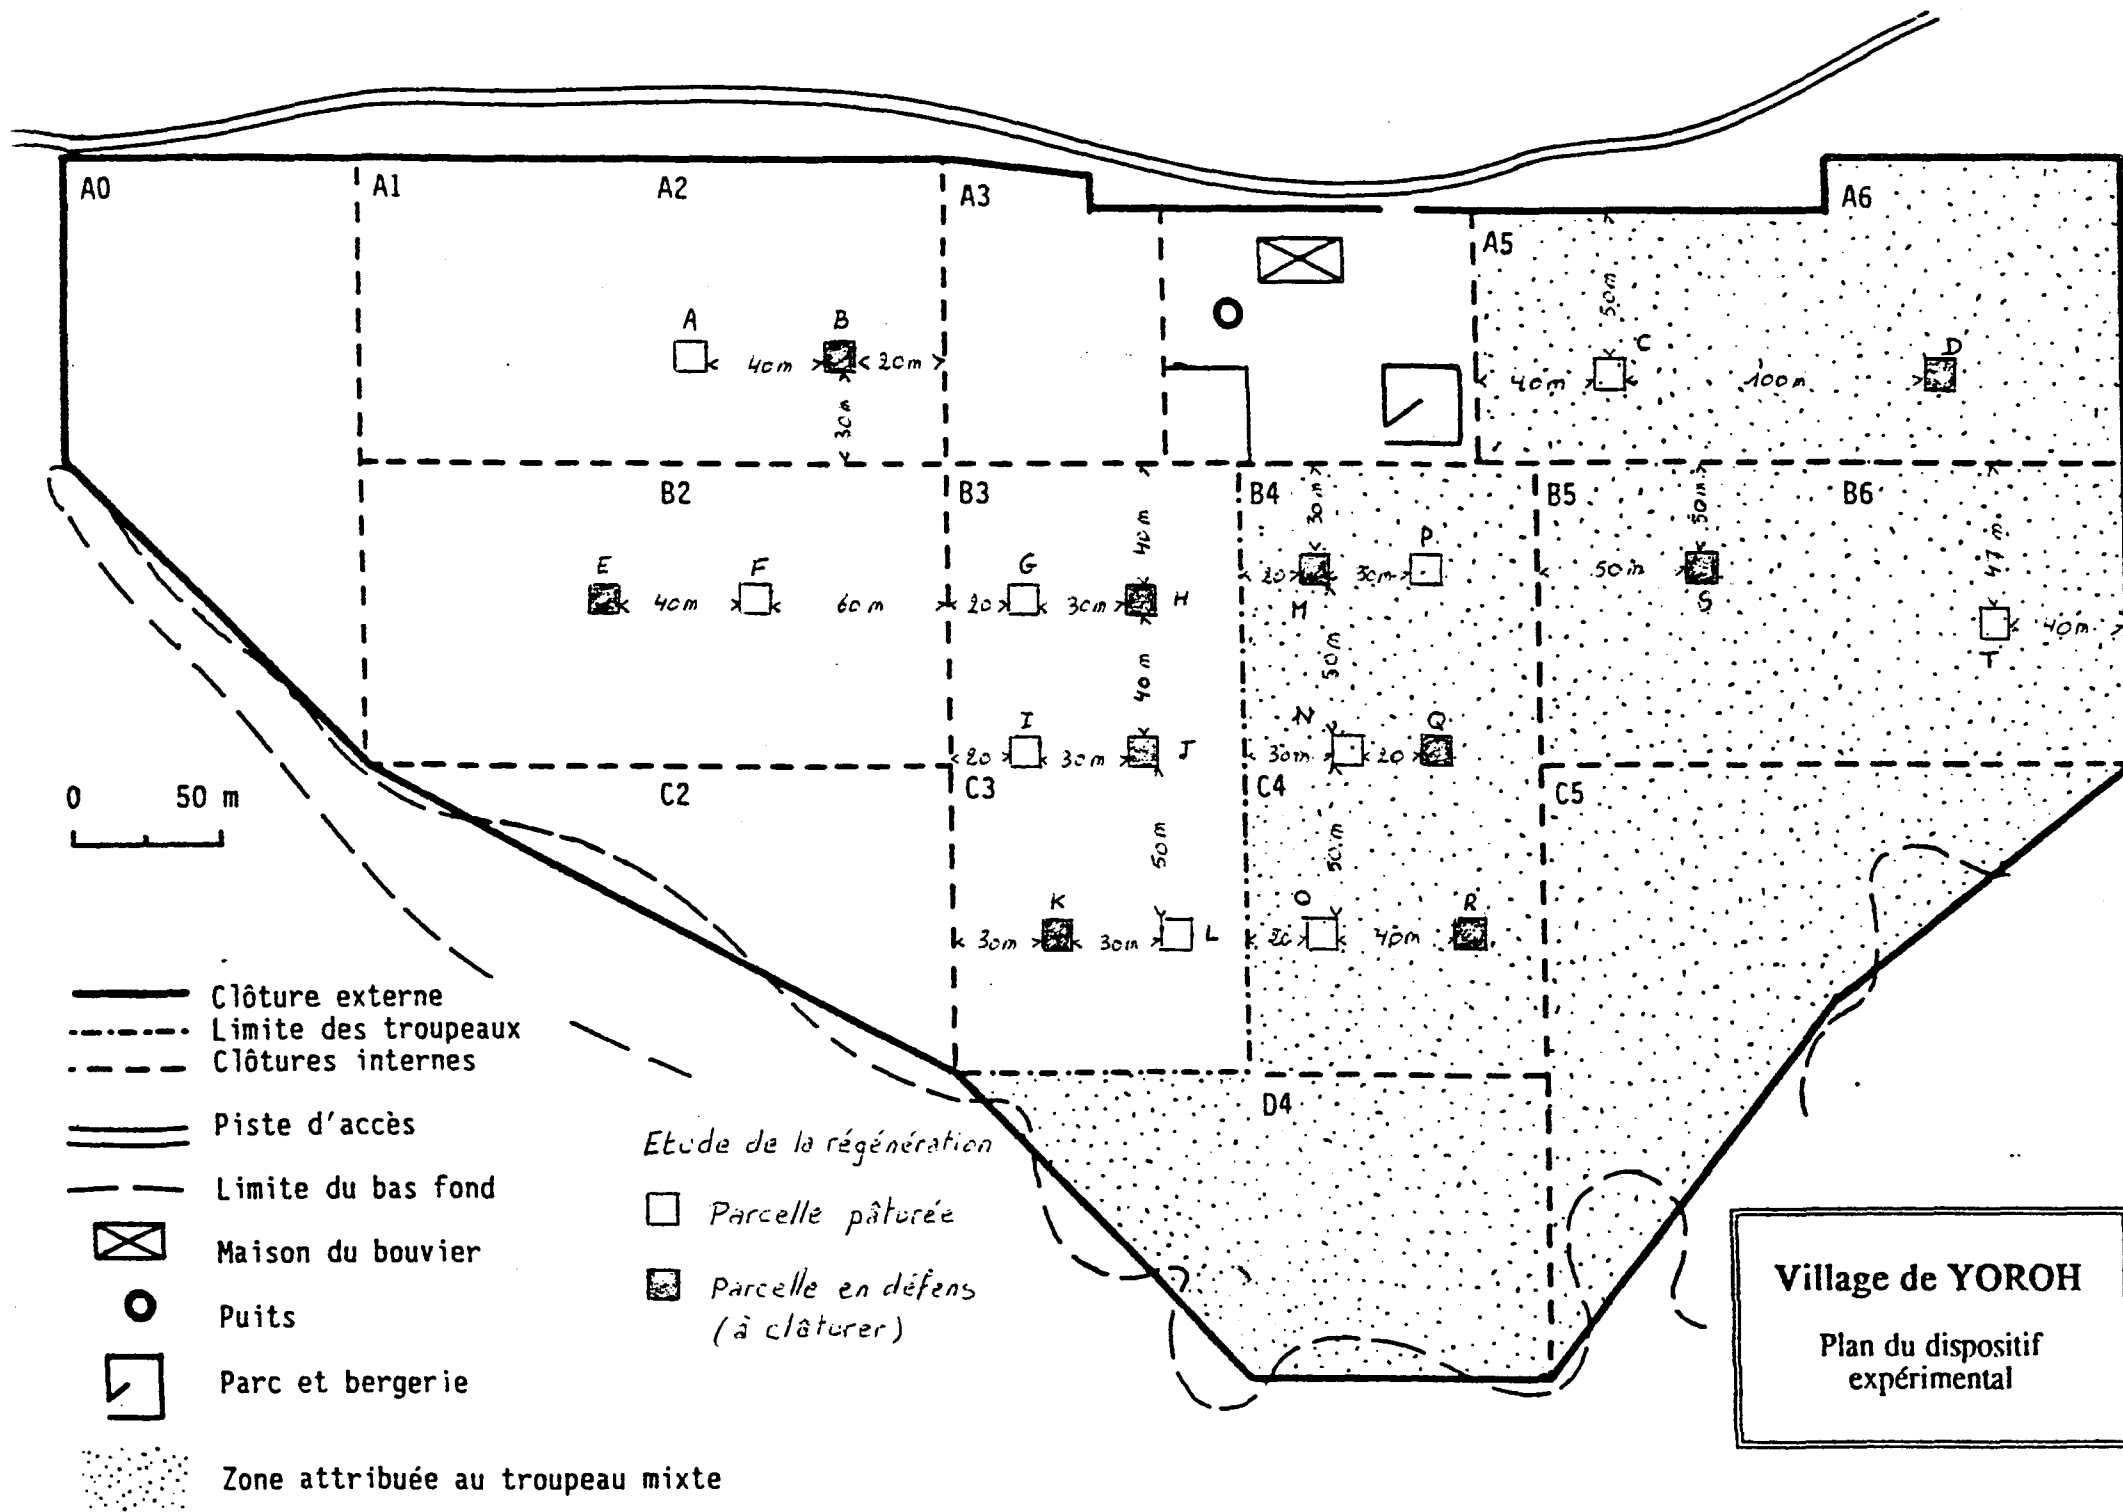 A0
A1
A2
A3
A6
A5
A
B
40m
20m
30m
50m
C
D
40m
100m
B2
B3
B4
B5
B6
40m
30m
50m
47m
E
F
G
H
M
P
S
T
40m
60m
20
30m
20
30m
50m
40m
40m
50m
I
J
N
Q
20
30m
30m
20
0 50 m
C2
C3
C4
C5
50m
50m
K
L
O
R
30m
30m
20
40m
D4
Clôture externe
Limite des troupeaux
Clôtures internes
Piste d'accès
Limite du bas fond
Maison du bouvier
Puits
Parc et bergerie
Zone attribuée au troupeau mixte
Etude de la régénération
Parcelle pâturée
Parcelle en défens
(à clâturer)
Village de YOROH
Plan du dispositif
expérimental